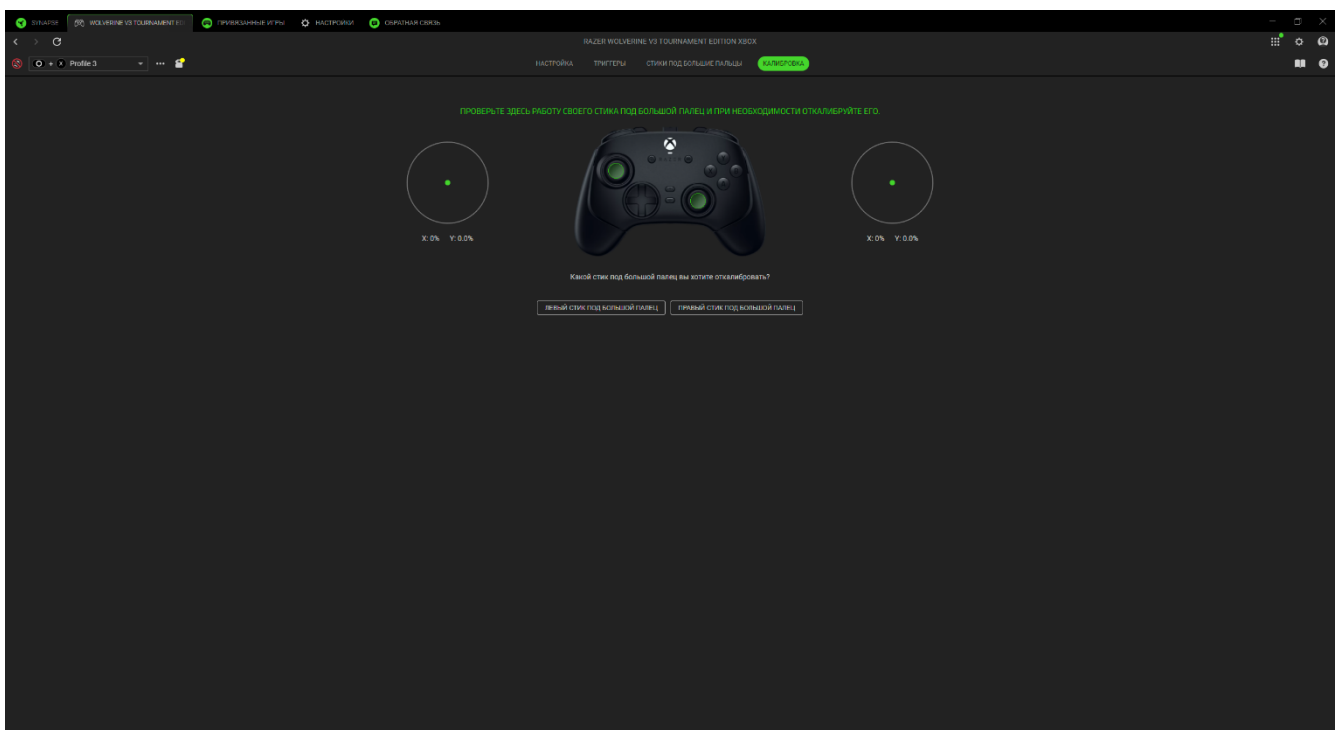 SYNAPSE WOLVERINE V3 TOURNAMENT EDI ПРИВЯЗАННЫЕ ИГРЫ НАСТРОЙКИ ОБРАТНАЯ СВЯЗЬ
RAZER WOLVERINE V3 TOURNAMENT EDITION XBOX
+ X Profile 3 НАСТРОЙКА ТРИГГЕРЫ СТИКИ ПОД БОЛЬШИЕ ПАЛЬЦЫ КАЛИБРОВКА
ПРОВЕРЬТЕ ЗДЕСЬ РАБОТУ СВОЕГО СТИКА ПОД БОЛЬШОЙ ПАЛЕЦ И ПРИ НЕОБХОДИМОСТИ ОТКАЛИБРУЙТЕ ЕГО.
X: 0% Y: 0.0% X: 0% Y: 0.0%
Какой стик под большой палец вы хотите откалибровать?
ЛЕВЫЙ СТИК ПОД БОЛЬШОЙ ПАЛЕЦ ПРАВЫЙ СТИК ПОД БОЛЬШОЙ ПАЛЕЦ